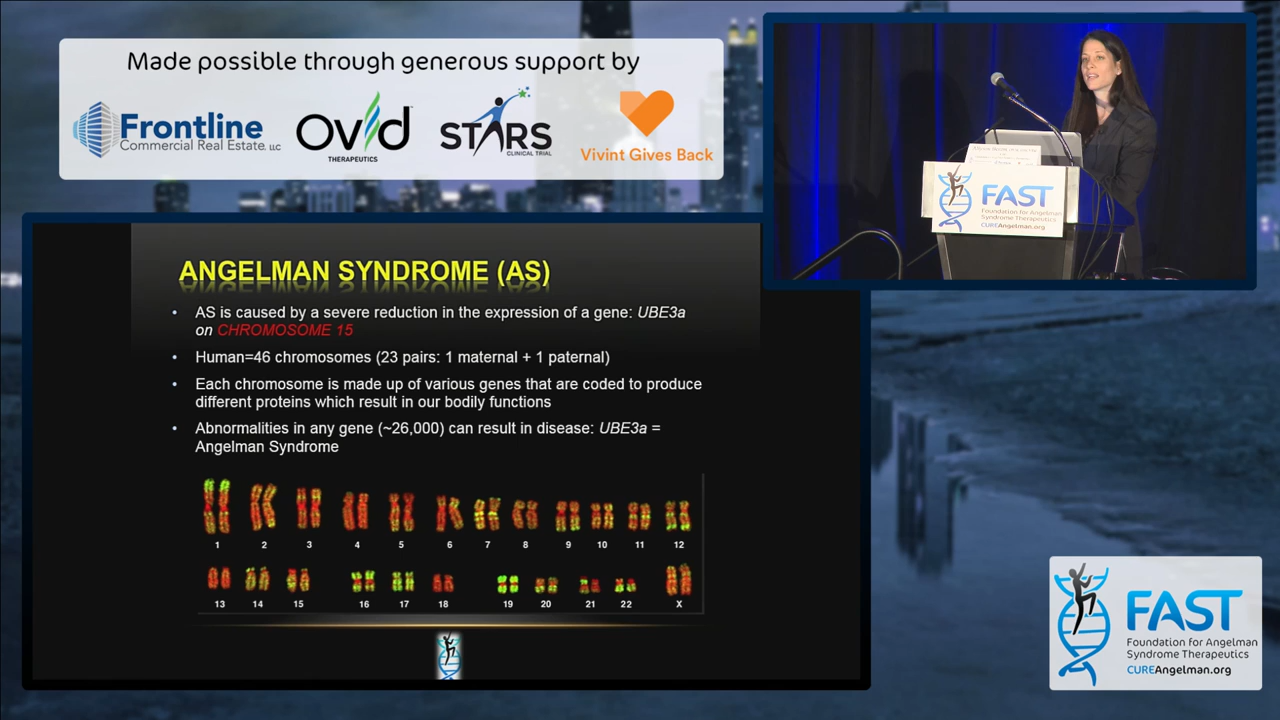 Made possible through generous support by
Frontline
Commercial Real Estate, LLC
OVID
THERAPEUTICS
STARS
CLINICAL TRIAL
Vivint Gives Back
FAST
Foundation for Angelman
Syndrome Therapeutics
CUREAngelman.org
ANGELMAN SYNDROME (AS)
• AS is caused by a severe reduction in the expression of a gene: UBE3a
on CHROMOSOME 15
• Human=46 chromosomes (23 pairs: 1 maternal + 1 paternal)
• Each chromosome is made up of various genes that are coded to produce
different proteins which result in our bodily functions
• Abnormalities in any gene (~26,000) can result in disease: UBE3a =
Angelman Syndrome
1 2 3 4 5 6 7 8 9 10 11 12
13 14 15 16 17 18 19 20 21 22 X
FAST
Foundation for Angelman
Syndrome Therapeutics
CUREAngelman.org